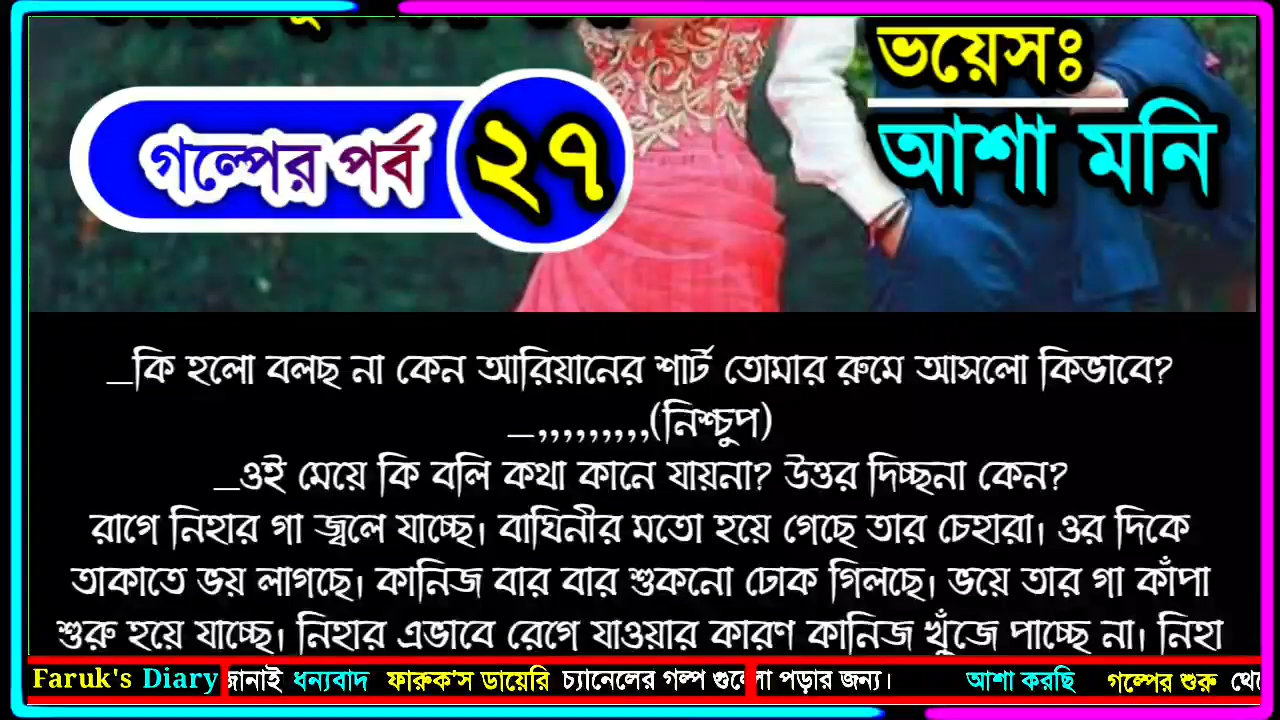 ভয়েসঃ
আশা মনি
গল্পের পর্ব ২৭
_কি হলো বলছ না কেন আরিয়ানের শার্ট তোমার রুমে আসলো কিভাবে?
_,,,,,,,,,(নিশ্চুপ)
_ওই মেয়ে কি বলি কথা কানে যায়না? উত্তর দিচ্ছনা কেন?
রাগে নিহার গা জ্বলে যাচ্ছে। বাঘিনীর মতো হয়ে গেছে তার চেহারা। ওর দিকে
তাকাতে ভয় লাগছে। কানিজ বার বার শুকনো ঢোক গিলছে। ভয়ে তার গা কাঁপা
শুরু হয়ে যাচ্ছে। নিহার এভাবে রেগে যাওয়ার কারণ কানিজ খুঁজে পাচ্ছে না। নিহা
Faruk's Diary জানাই ধন্যবাদ ফারুক'স ডায়েরি চ্যানেলের গল্প গুলো পড়ার জন্য। আশা করছি গল্পের শুরু থে